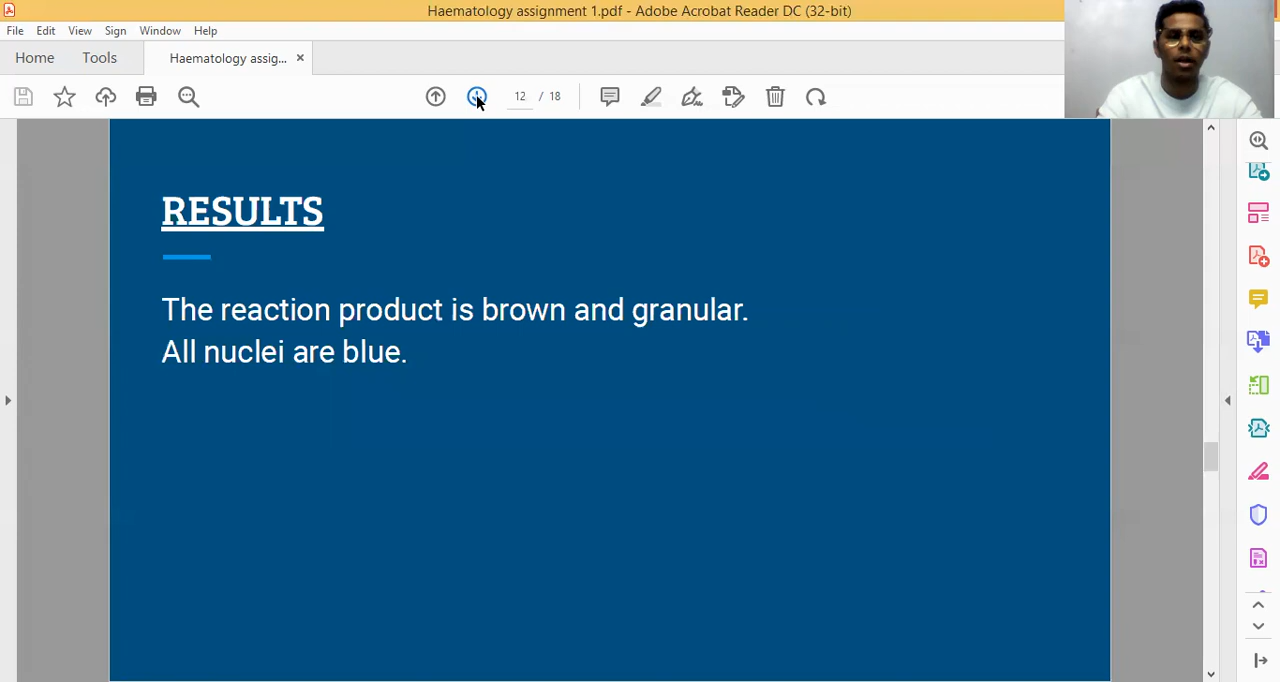 Haematology assignment 1.pdf - Adobe Acrobat Reader DC (32-bit)
File Edit View Sign Window Help
Home Tools Haematology assig... ×
12 / 18
RESULTS
The reaction product is brown and granular.
All nuclei are blue.